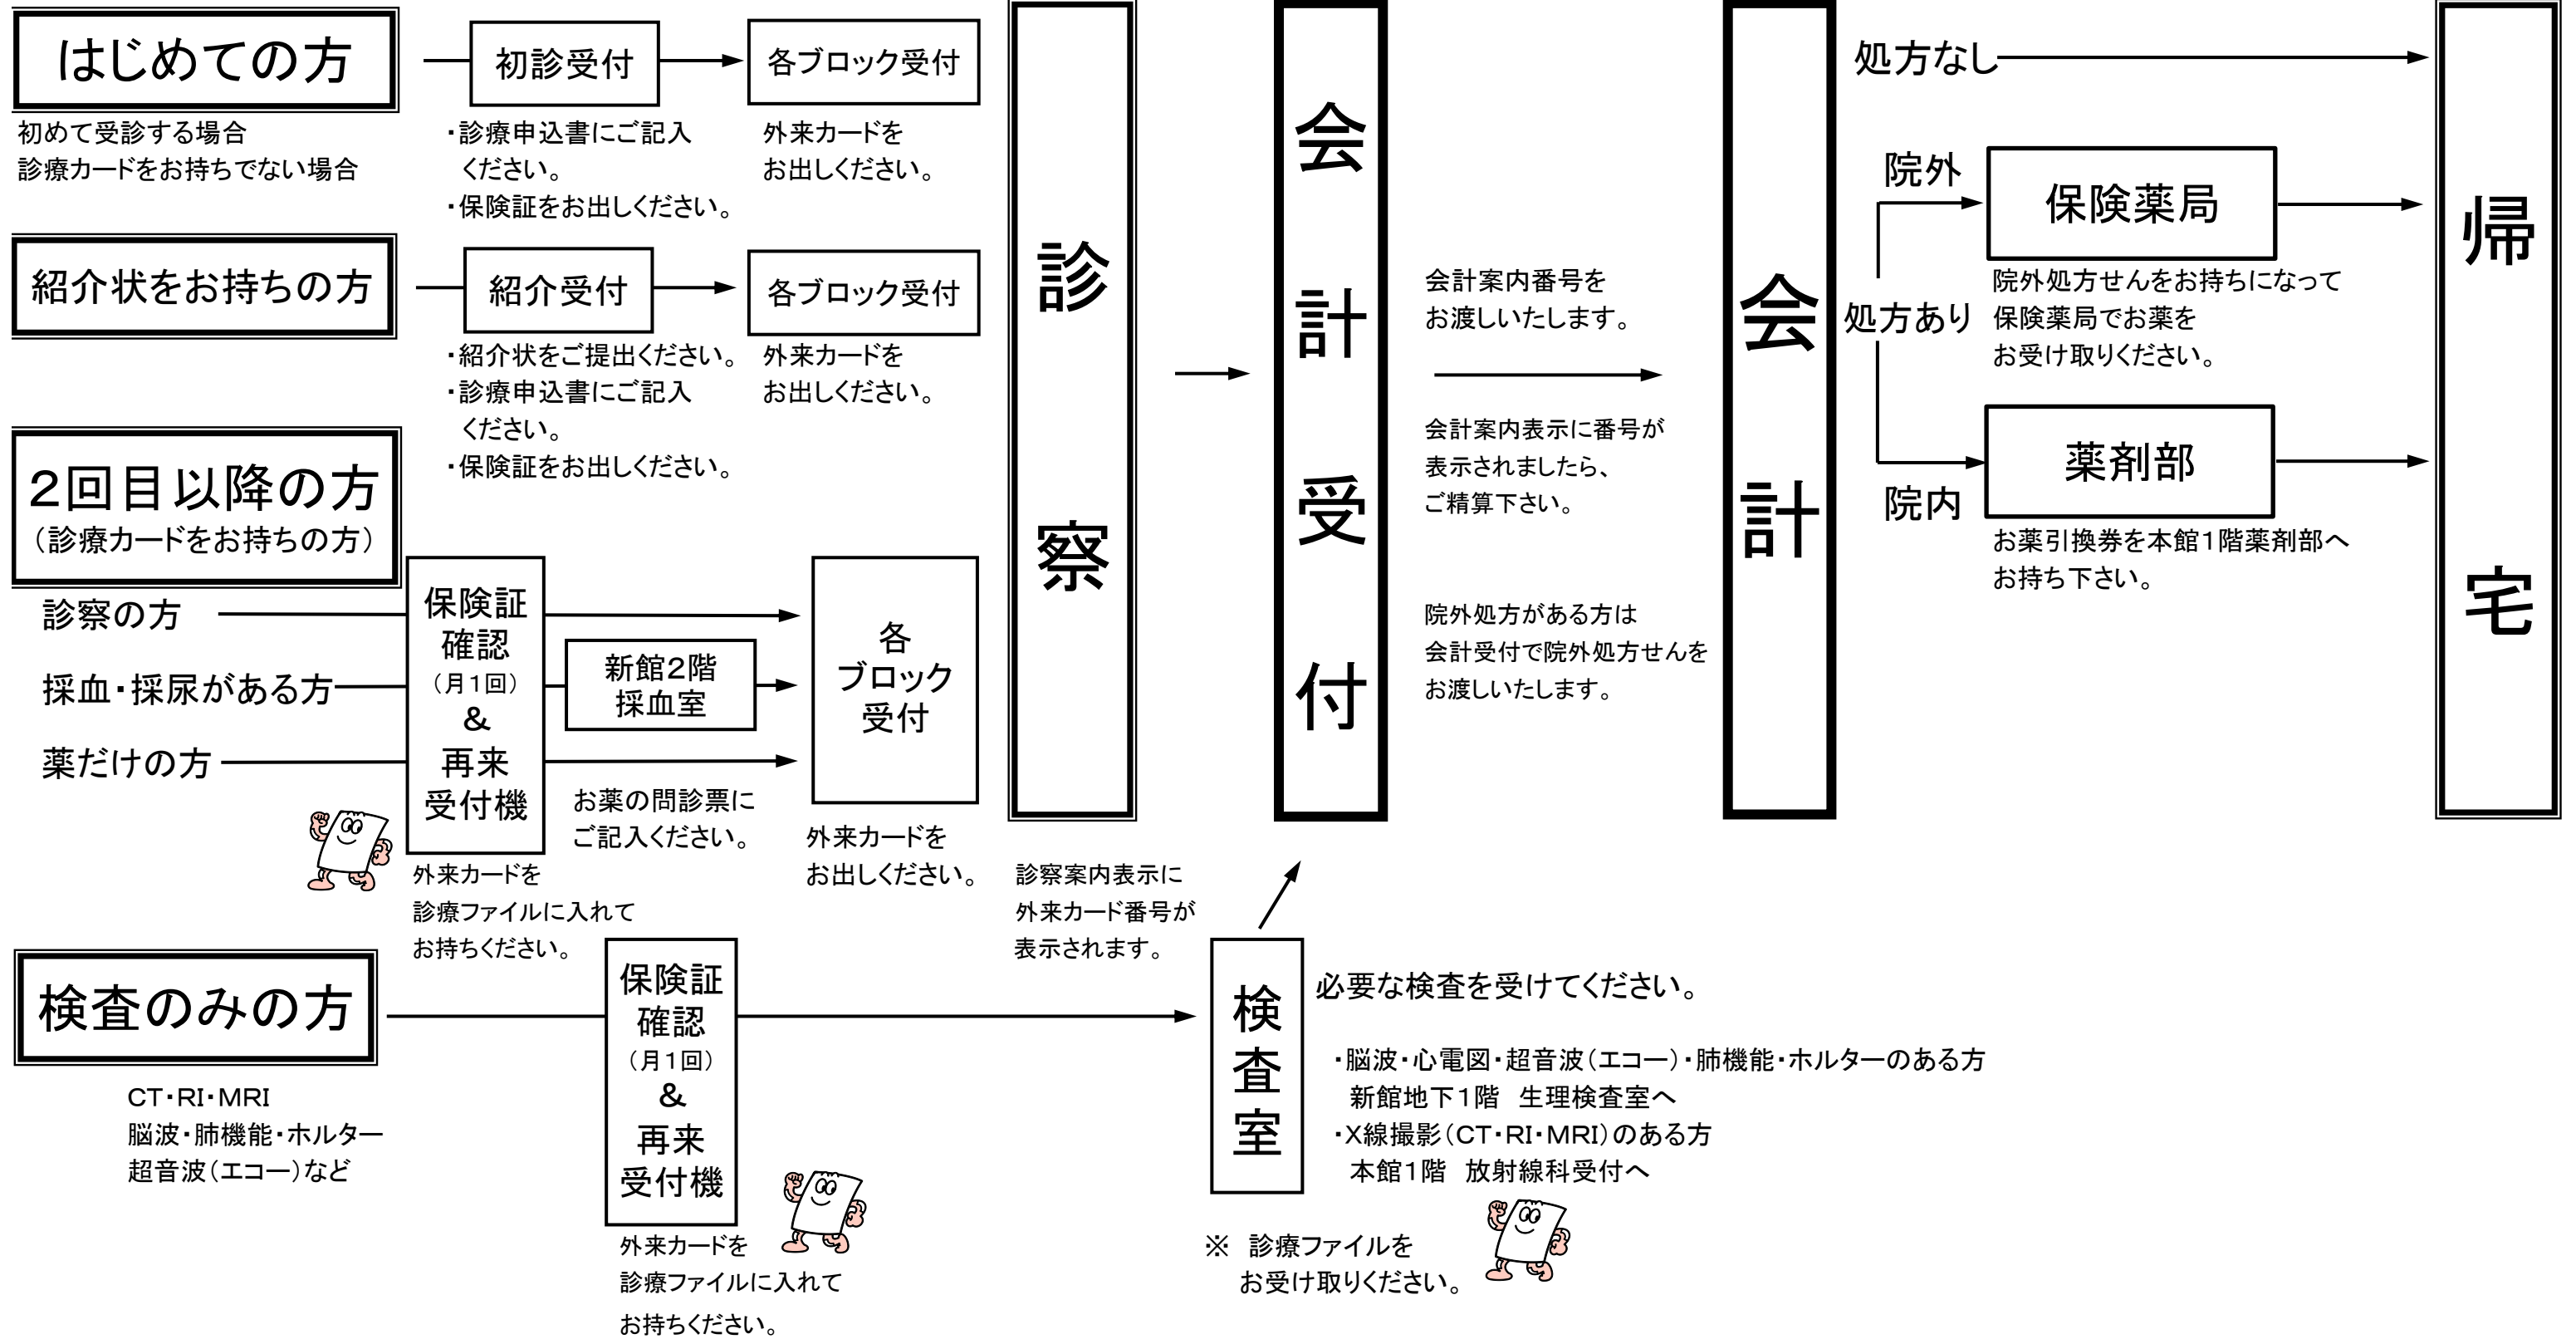 はじめての方
初めて受診する場合
診療カードをお持ちでない場合
初診受付
・診療申込書にご記入
ください。
・保険証をお出しください。
各ブロック受付
外来カードを
お出しください。
紹介状をお持ちの方
紹介受付
・紹介状をご提出ください。
・診療申込書にご記入
ください。
・保険証をお出しください。
各ブロック受付
外来カードを
お出しください。
2回目以降の方
（診療カードをお持ちの方）
診察の方
採血・採尿がある方
薬だけの方
保険証
確認
（月1回）
&
再来
受付機
外来カードを
診療ファイルに入れて
お持ちください。
新館2階
採血室
お薬の問診票に
ご記入ください。
各
ブロック
受付
外来カードを
お出しください。
診察
診察案内表示に
外来カード番号が
表示されます。
検査のみの方
CT・RI・MRI
脳波・肺機能・ホルター
超音波（エコー）など
保険証
確認
（月1回）
&
再来
受付機
外来カードを
診療ファイルに入れて
お持ちください。
検査室
必要な検査を受けてください。
・脳波・心電図・超音波（エコー）・肺機能・ホルターのある方
新館地下1階　生理検査室へ
・X線撮影（CT・RI・MRI）のある方
本館1階　放射線科受付へ
※　診療ファイルを
お受け取りください。
会計受付
会計案内番号を
お渡しいたします。
会計案内表示に番号が
表示されましたら、
ご精算下さい。
院外処方がある方は
会計受付で院外処方せんを
お渡しいたします。
会計
処方なし
処方あり
院外
保険薬局
院外処方せんをお持ちになって
保険薬局でお薬を
お受け取りください。
院内
薬剤部
お薬引換券を本館1階薬剤部へ
お持ち下さい。
帰宅